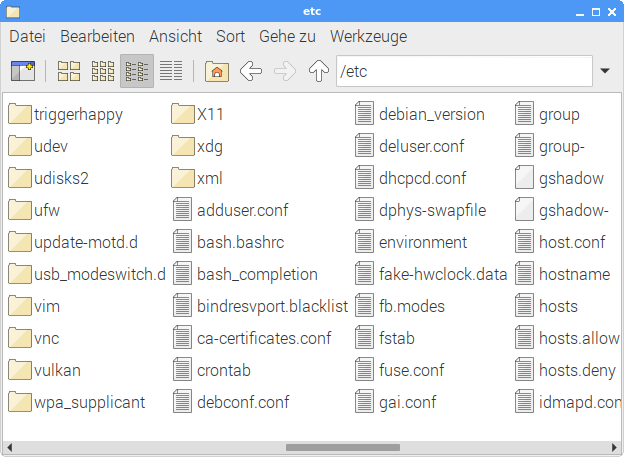 etc
Datei Bearbeiten Ansicht Sort Gehe zu Werkzeuge
/etc
triggerhappy
udev
udisks2
ufw
update-motd.d
usb_modeswitch.d
vim
vnc
vulkan
wpa_supplicant
X11
xdg
xml
adduser.conf
bash.bashrc
bash_completion
bindresvport.blacklist
ca-certificates.conf
crontab
debconf.conf
debian_version
deluser.conf
dhcpcd.conf
dphys-swapfile
environment
fake-hwclock.data
fb.modes
fstab
fuse.conf
gai.conf
group
group-
gshadow
gshadow-
host.conf
hostname
hosts
hosts.allow
hosts.deny
idmapd.con